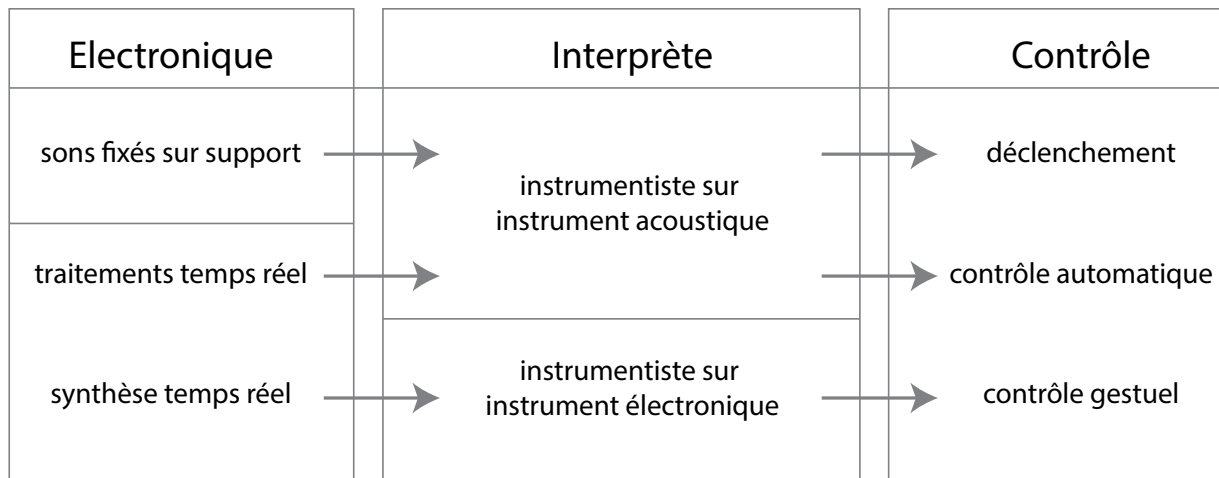 Electronique
Interprète
Contrôle
sons fixés sur support
déclenchement
instrumentiste sur
instrument acoustique
traitements temps réel
contrôle automatique
synthèse temps réel
instrumentiste sur
instrument électronique
contrôle gestuel